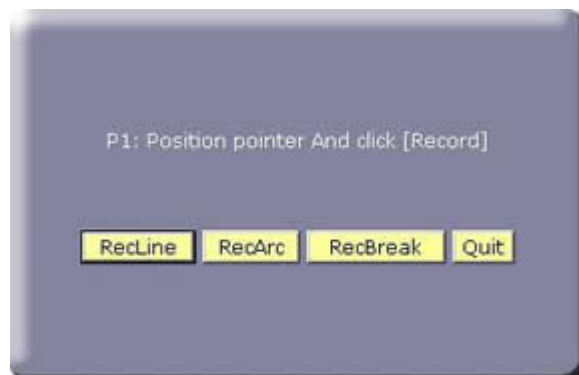 P1: Position pointer And click [Record]
RecLine RecArc RecBreak Quit